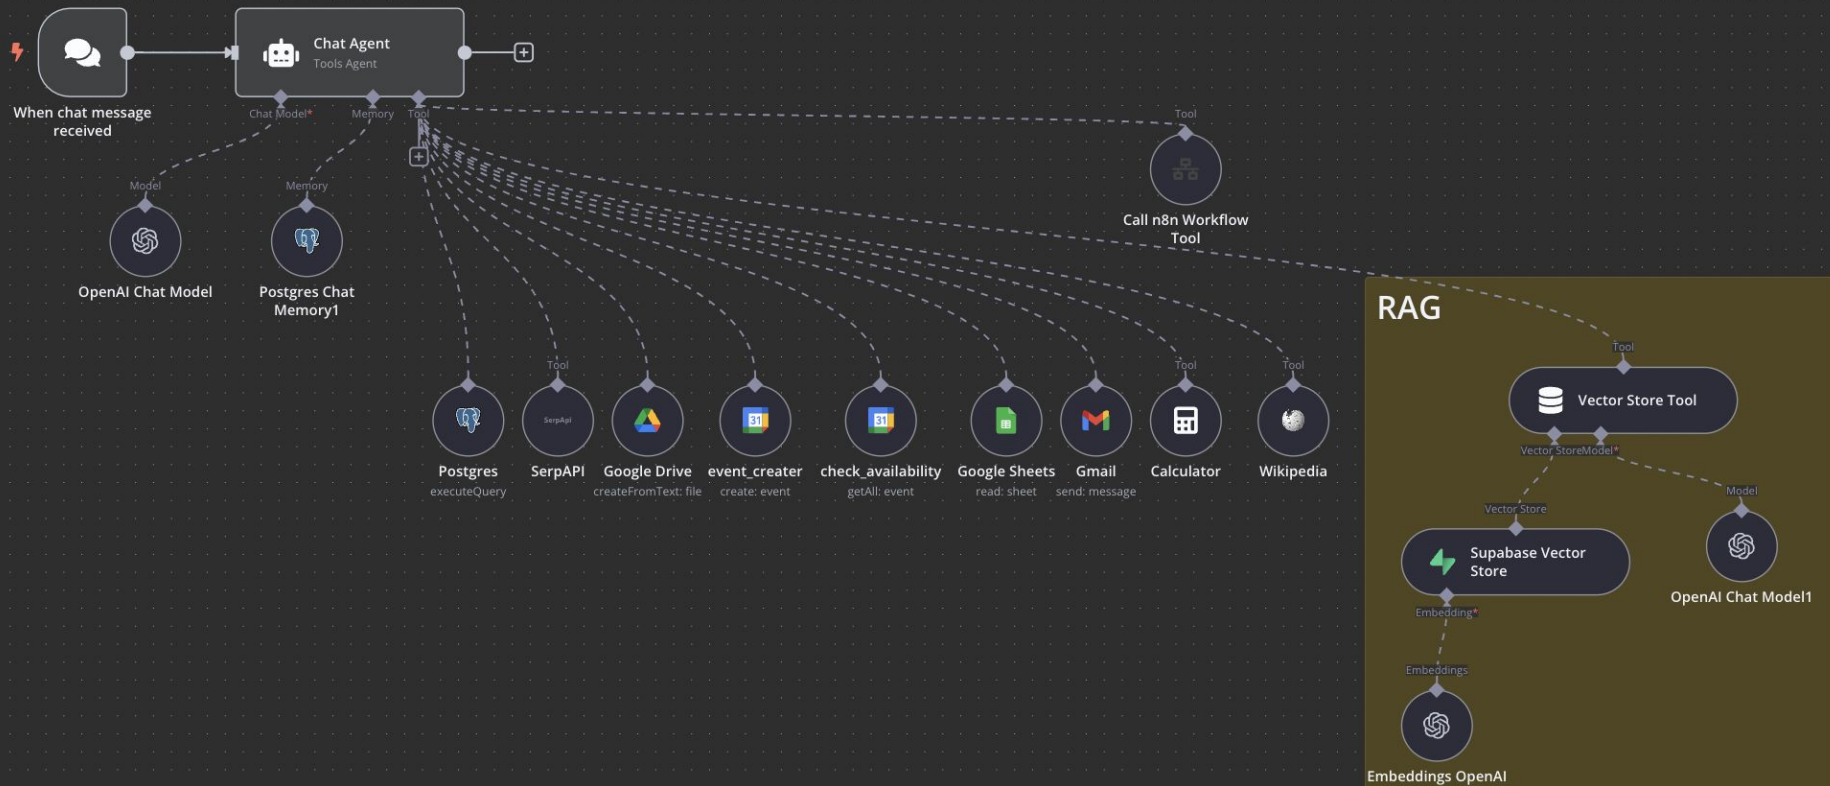 Chat Agent
Tools Agent
When chat message
received
Chat Model*
Memory
Tool
Tool
Call n8n Workflow
Tool
Model
Memory
OpenAI Chat Model
Postgres Chat
Memory1
RAG
Tool
Vector Store Tool
Vector Store
Model*
Tool
Tool
Tool
SerpApi
31
31
Postgres
executeQuery
SerpAPI
Google Drive
createFromText: file
event_creater
create: event
check_availability
getAll: event
Google Sheets
read: sheet
Gmail
send: message
Calculator
Wikipedia
Model
Vector Store
Supabase Vector
Store
OpenAI Chat Model1
Embedding*
Embeddings
Embeddings OpenAI